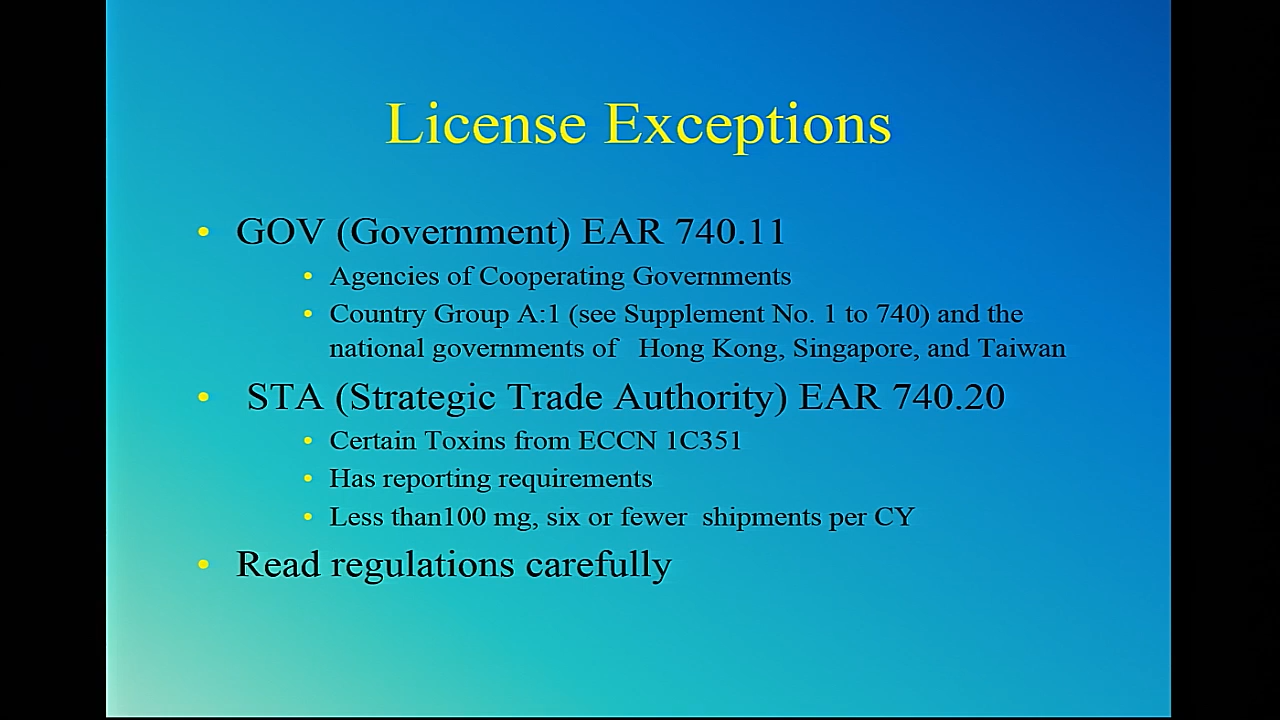 License Exceptions
• GOV (Government) EAR 740.11
• Agencies of Cooperating Governments
• Country Group A:1 (see Supplement No. 1 to 740) and the
national governments of Hong Kong, Singapore, and Taiwan
• STA (Strategic Trade Authority) EAR 740.20
• Certain Toxins from ECCN 1C351
• Has reporting requirements
• Less than100 mg, six or fewer shipments per CY
• Read regulations carefully